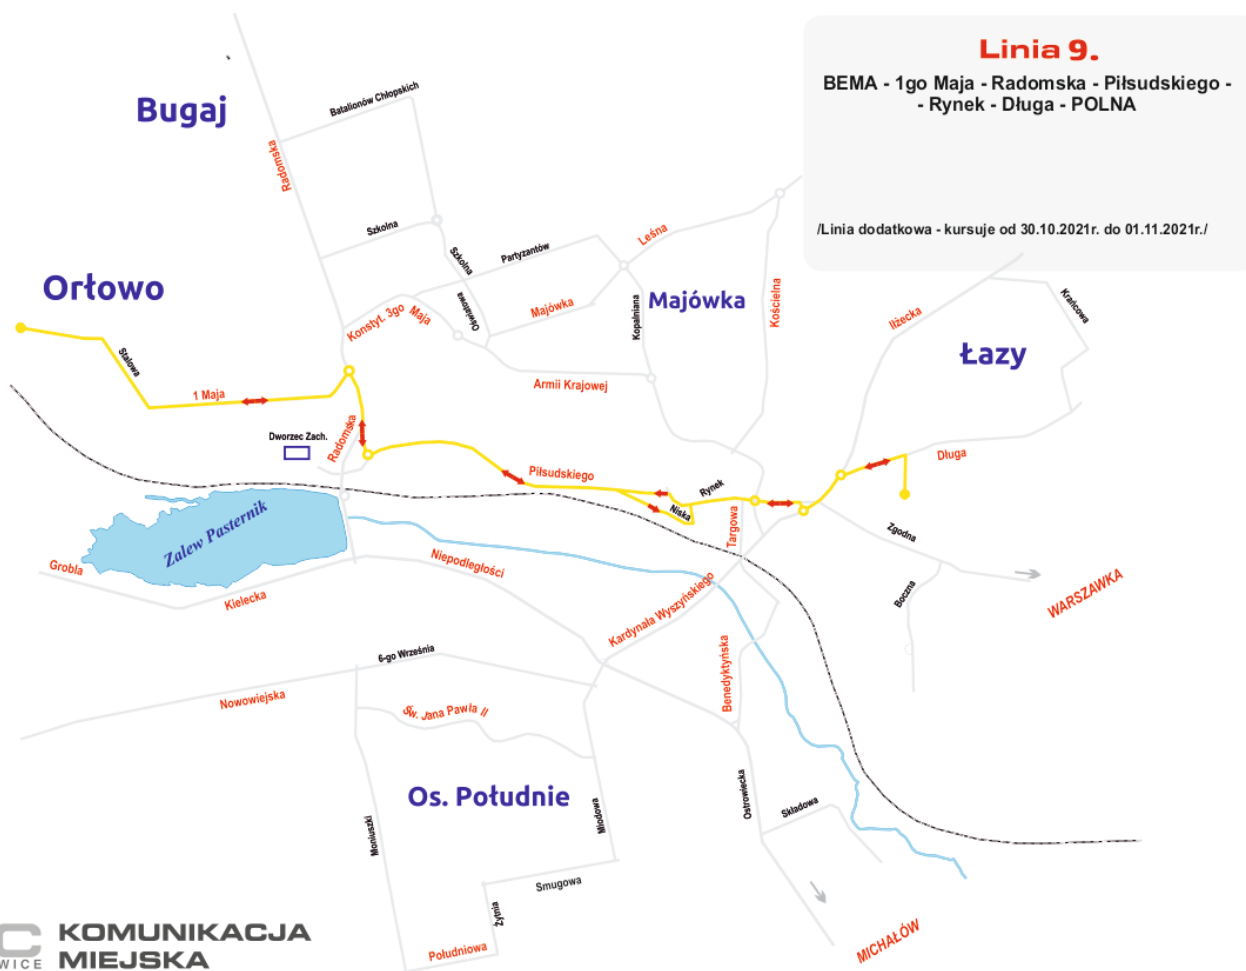 Linia 9.
BEMA - 1go Maja - Radomska - Piłsudskiego -
- Rynek - Długa - POLNA
/Linia dodatkowa - kursuje od 30.10.2021r. do 01.11.2021r./
Bugaj
Batalionów Chłopskich
Radomska
Szkolna
Szkolna
Partyzantów
Leśna
Orłowo
Konstyt. 3go Maja
Oświatowa
Majówka
Kopalniana
Majówka
Kościelna
Iłżecka
Krańcowa
Łazy
Stalowa
1 Maja
Armii Krajowej
Dworzec Zach.
Radomska
Piłsudskiego
Rynek
Niska
Targowa
Długa
Zgodna
Zalew Pasternik
Grobla
Kielecka
Niepodległości
Kardynała Wyszyńskiego
Boczna
WARSZAWKA
6-go Września
Benedyktyńska
Nowowiejska
Św. Jana Pawła II
Os. Południe
Moniuszki
Miodowa
Ostrowiecka
Składowa
Smugowa
Żytnia
Południowa
MICHAŁÓW
C KOMUNIKACJA
WICE MIEJSKA